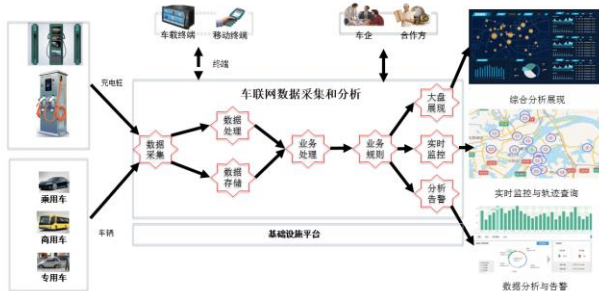 车载终端 移动终端
车企 合作方
终端
充电桩
车联网数据采集和分析
综合分析展现
数据
采集
数据
处理
数据
存储
业务
处理
业务
规则
大盘
展现
实时
监控
分析
告警
实时监控与轨迹查询
乘用车
商用车
专用车
车辆
基础设施平台
数据分析与告警